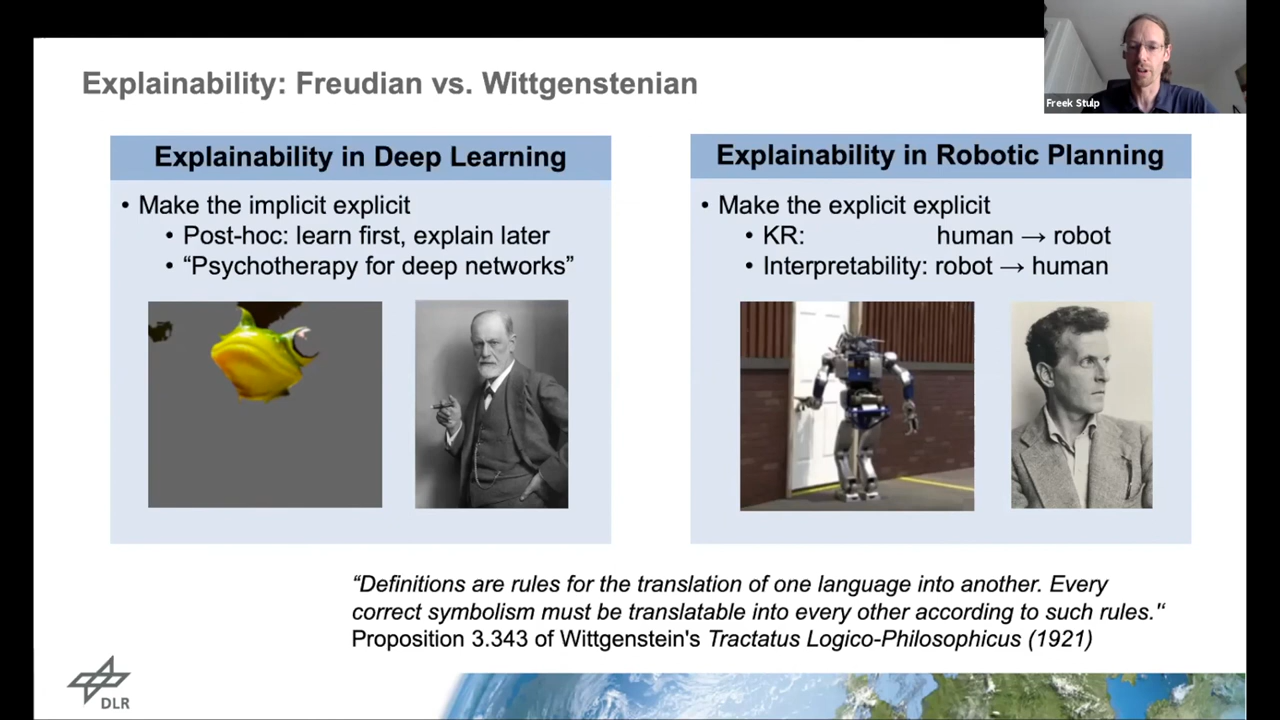 Explainability: Freudian vs. Wittgenstenian
Freek Stulp
Explainability in Deep Learning
• Make the implicit explicit
• Post-hoc: learn first, explain later
• “Psychotherapy for deep networks”
Explainability in Robotic Planning
• Make the explicit explicit
• KR: human → robot
• Interpretability: robot → human
“Definitions are rules for the translation of one language into another. Every
correct symbolism must be translatable into every other according to such rules."
Proposition 3.343 of Wittgenstein's Tractatus Logico-Philosophicus (1921)
DLR